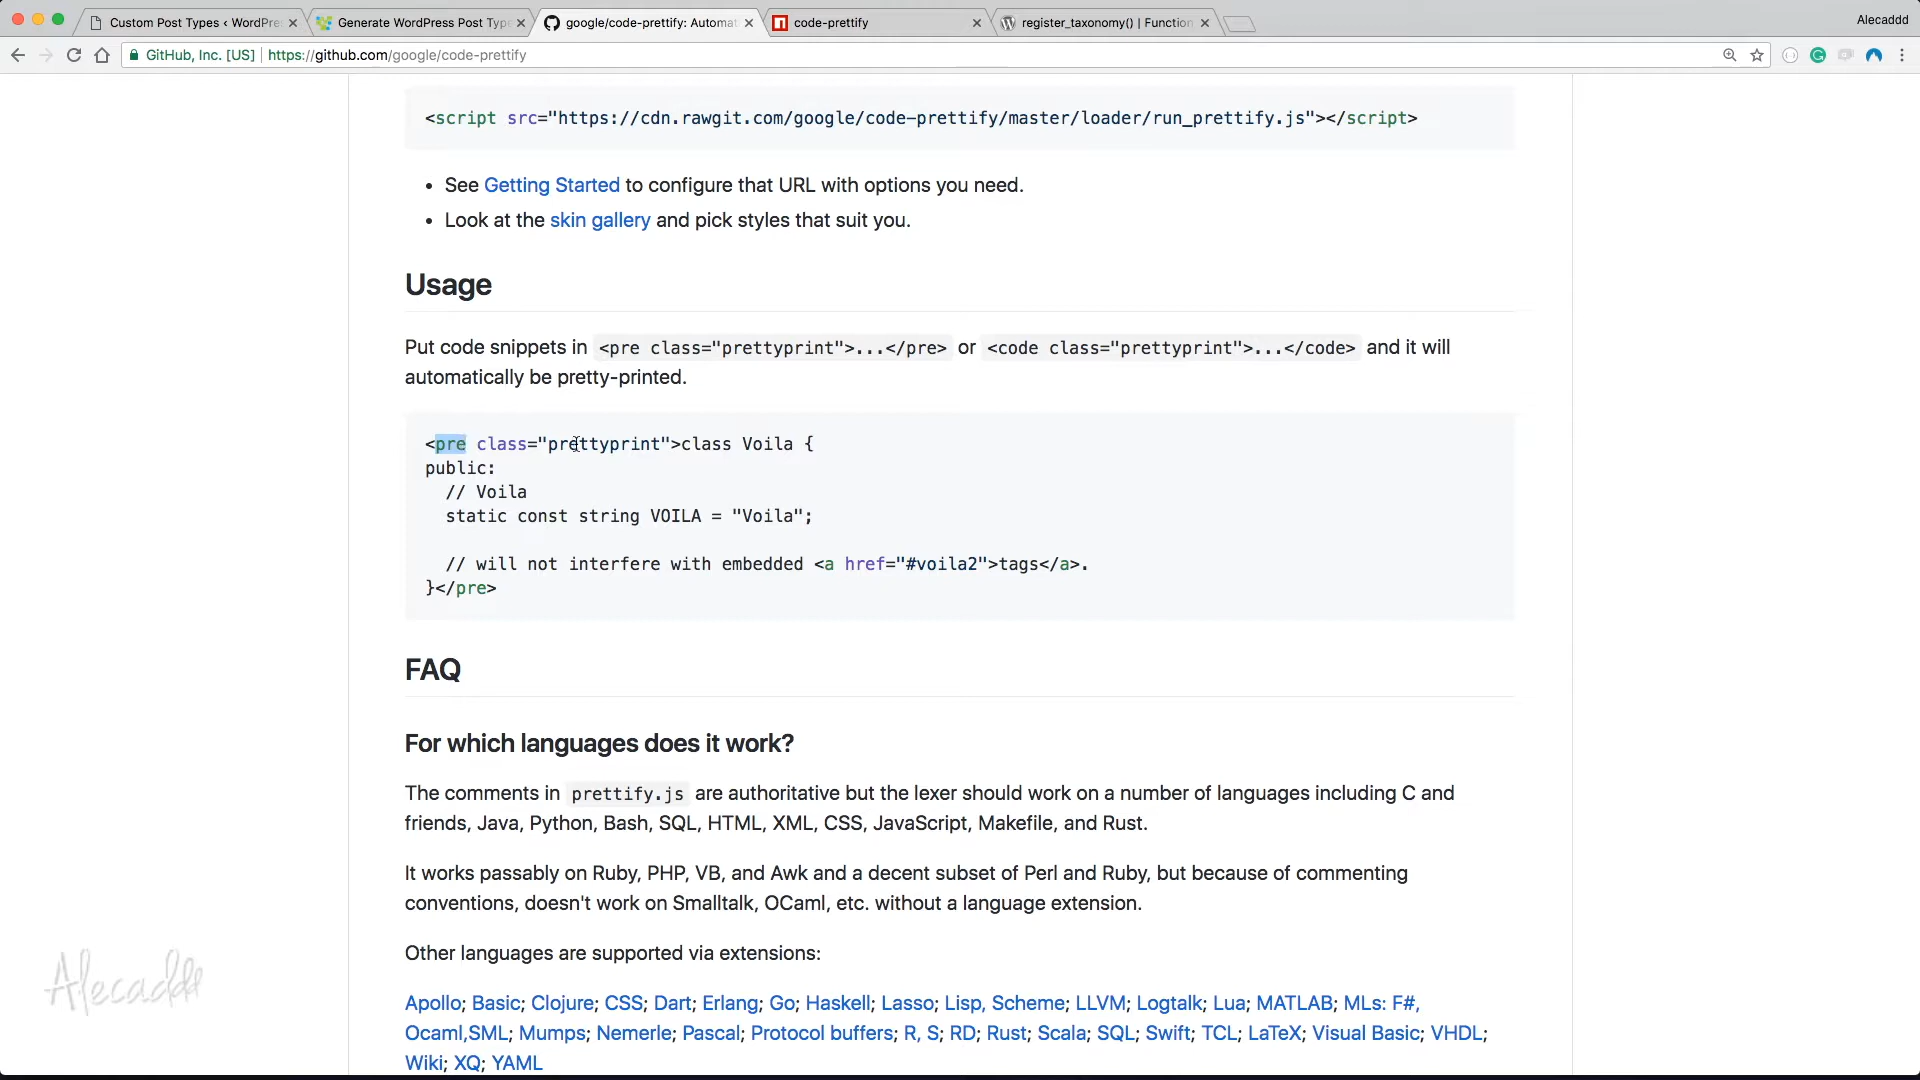 Custom Post Types ‹ WordPre
Generate WordPress Post Type
google/code-prettify: Automat
code-prettify
register_taxonomy() | Function
Alecaddd
GitHub, Inc. [US] | https://github.com/google/code-prettify
<script src="https://cdn.rawgit.com/google/code-prettify/master/loader/run_prettify.js"></script>
• See Getting Started to configure that URL with options you need.
• Look at the skin gallery and pick styles that suit you.
Usage
Put code snippets in <pre class="prettyprint">...</pre> or <code class="prettyprint">...</code> and it will
automatically be pretty-printed.
<pre class="prettyprint">class Voila {
public:
// Voila
static const string VOILA = "Voila";
// will not interfere with embedded <a href="#voila2">tags</a>.
}</pre>
FAQ
For which languages does it work?
The comments in prettify.js are authoritative but the lexer should work on a number of languages including C and
friends, Java, Python, Bash, SQL, HTML, XML, CSS, JavaScript, Makefile, and Rust.
It works passably on Ruby, PHP, VB, and Awk and a decent subset of Perl and Ruby, but because of commenting
conventions, doesn't work on Smalltalk, OCaml, etc. without a language extension.
Other languages are supported via extensions:
Apollo; Basic; Clojure; CSS; Dart; Erlang; Go; Haskell; Lasso; Lisp, Scheme; LLVM; Logtalk; Lua; MATLAB; MLs: F#,
Ocaml,SML; Mumps; Nemerle; Pascal; Protocol buffers; R, S; RD; Rust; Scala; SQL; Swift; TCL; LaTeX; Visual Basic; VHDL;
Wiki; XQ; YAML
Alecaddd